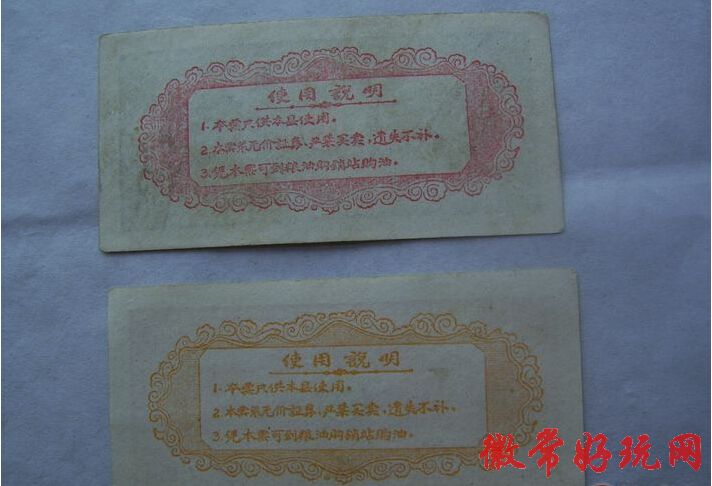 使用說明
1.本票只供本县使用。
2.本票系无价証券,严禁买卖,遗失不补。
3.凭本票可到粮油购销站购油。
使用說明
1.本票只供本县使用。
2.本票系无价証券,严禁买卖,遗失不补。
3.凭本票可到粮油购销站购油。
徽常好玩网